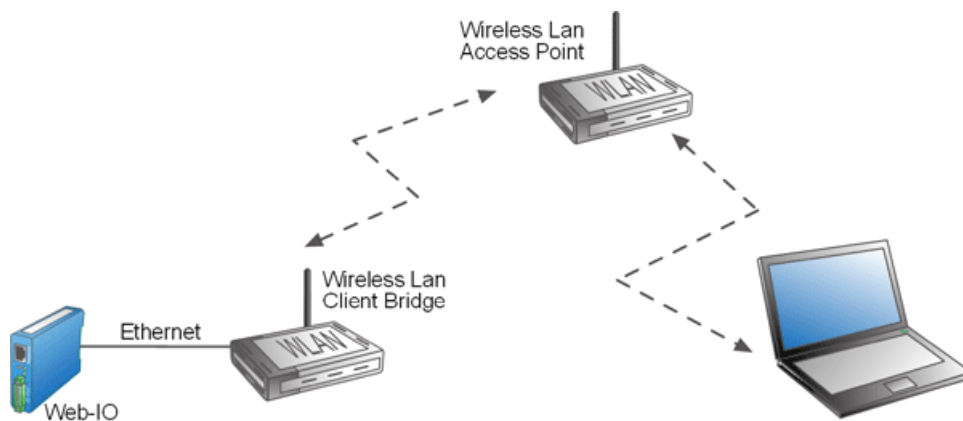 Wireless Lan
Access Point
WLAN
Wireless Lan
Client Bridge
Ethernet
WLAN
Web-IO